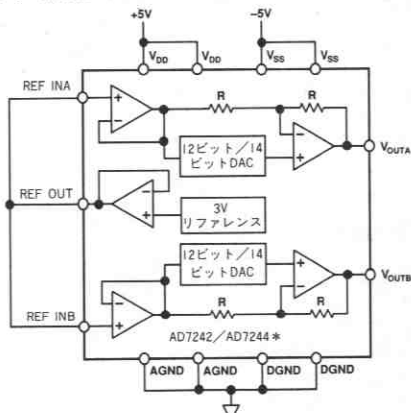 +5V
−5V
VDD VDD VSS VSS
REF INA
R R
VOUTA
12ビット/14
ビットDAC
REF OUT
3V
リファレンス
12ビット/14
ビットDAC
VOUTB
R R
REF INB
AD7242/AD7244*
AGND AGND DGND DGND